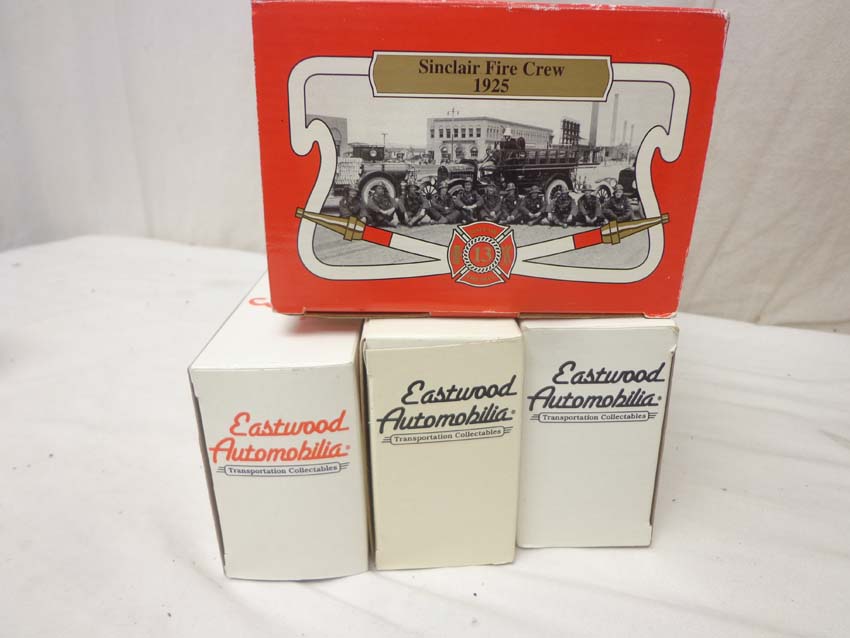 Sinclair Fire Crew
1925
13
Eastwood
Automobilia®
Transportation Collectables
Eastwood
Automobilia®
Transportation Collectables
Eastwood
Automobilia®
Transportation Collectables